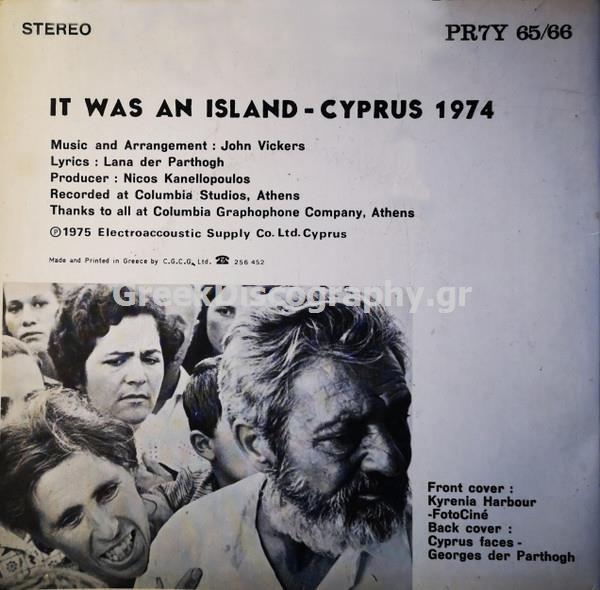 STEREO
PR7Y 65/66
IT WAS AN ISLAND - CYPRUS 1974
Music and Arrangement : John Vickers
Lyrics : Lana der Parthogh
Producer : Nicos Kanellopoulos
Recorded at Columbia Studios, Athens
Thanks to all at Columbia Graphophone Company, Athens
℗1975 Electroaccoustic Supply Co. Ltd. Cyprus
Made and Printed in Greece by C.G.C.G. Ltd. ☎ 256 452
GreekDiscography.gr
Front cover :
Kyrenia Harbour
-FotoCiné
Back cover :
Cyprus faces -
Georges der Parthogh